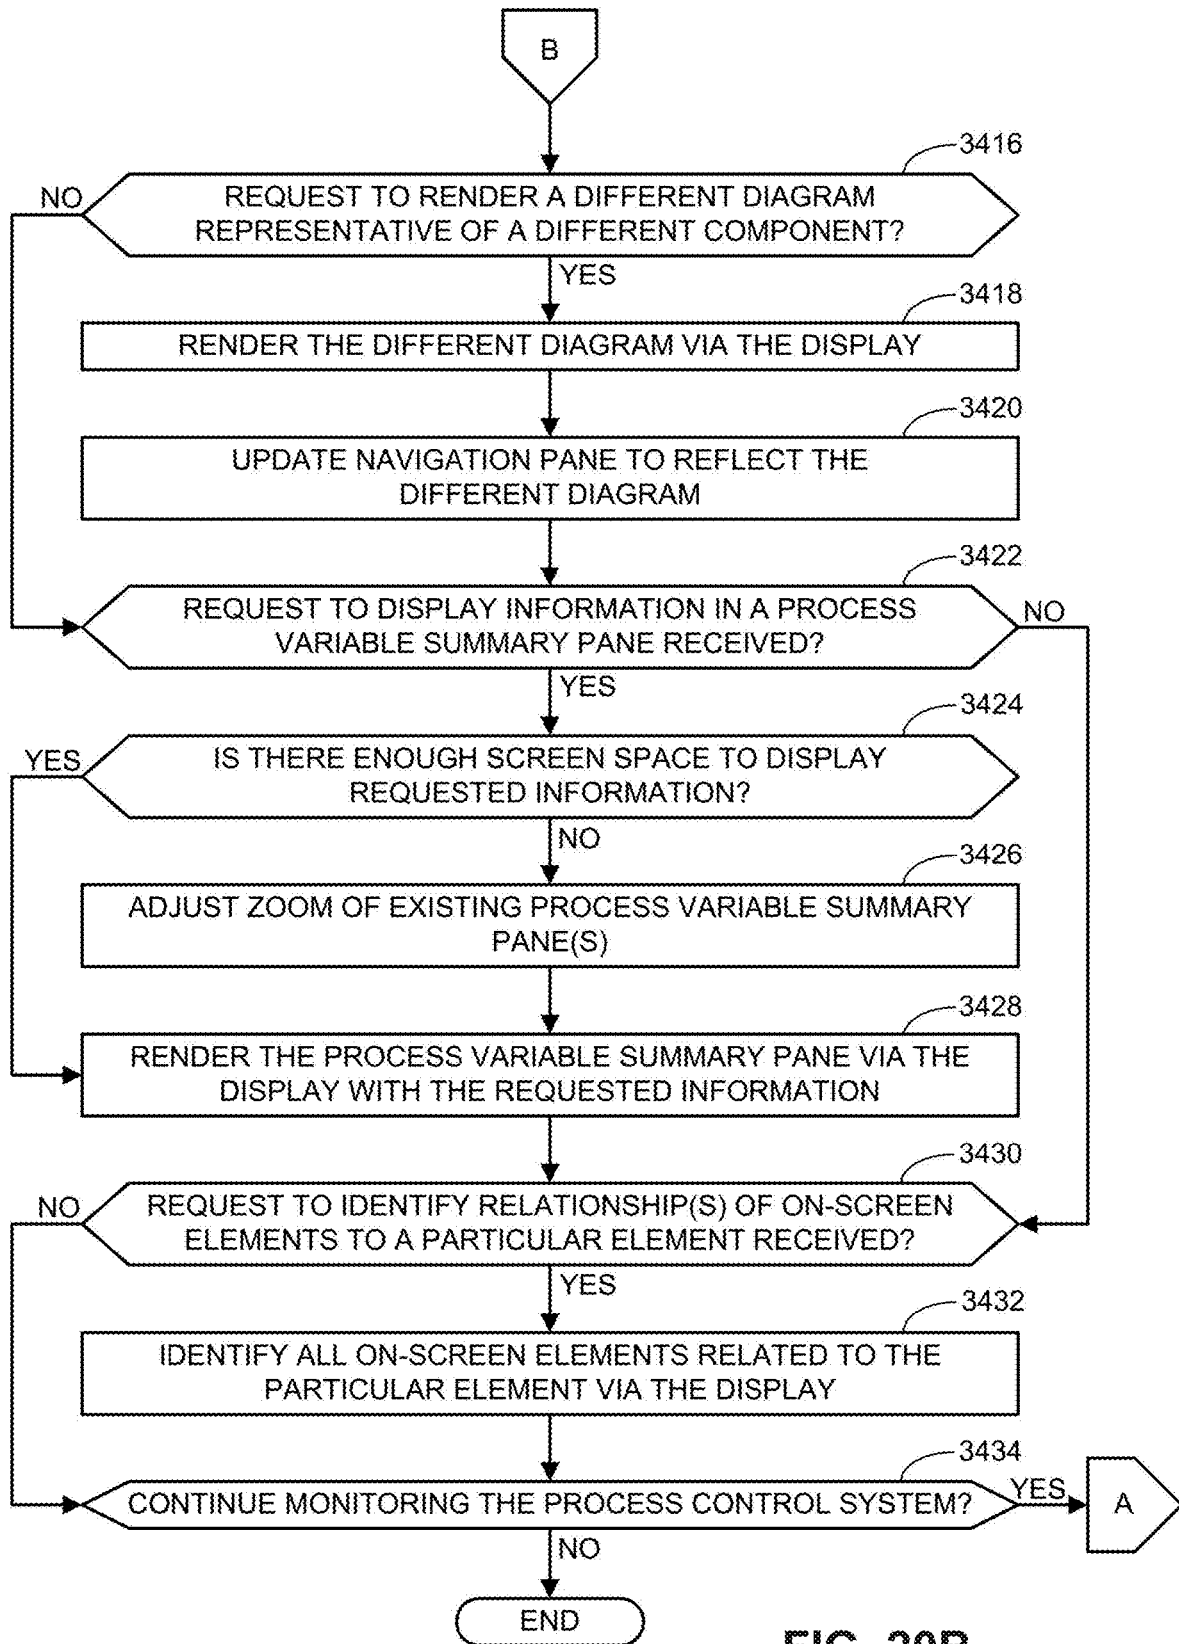 B
3416
NO
REQUEST TO RENDER A DIFFERENT DIAGRAM
REPRESENTATIVE OF A DIFFERENT COMPONENT?
YES
3418
RENDER THE DIFFERENT DIAGRAM VIA THE DISPLAY
3420
UPDATE NAVIGATION PANE TO REFLECT THE
DIFFERENT DIAGRAM
3422
REQUEST TO DISPLAY INFORMATION IN A PROCESS
VARIABLE SUMMARY PANE RECEIVED?
NO
YES
3424
YES
IS THERE ENOUGH SCREEN SPACE TO DISPLAY
REQUESTED INFORMATION?
NO
3426
ADJUST ZOOM OF EXISTING PROCESS VARIABLE SUMMARY
PANE(S)
3428
RENDER THE PROCESS VARIABLE SUMMARY PANE VIA THE
DISPLAY WITH THE REQUESTED INFORMATION
3430
NO
REQUEST TO IDENTIFY RELATIONSHIP(S) OF ON-SCREEN
ELEMENTS TO A PARTICULAR ELEMENT RECEIVED?
YES
3432
IDENTIFY ALL ON-SCREEN ELEMENTS RELATED TO THE
PARTICULAR ELEMENT VIA THE DISPLAY
3434
CONTINUE MONITORING THE PROCESS CONTROL SYSTEM?
YES
A
NO
END
FIG.